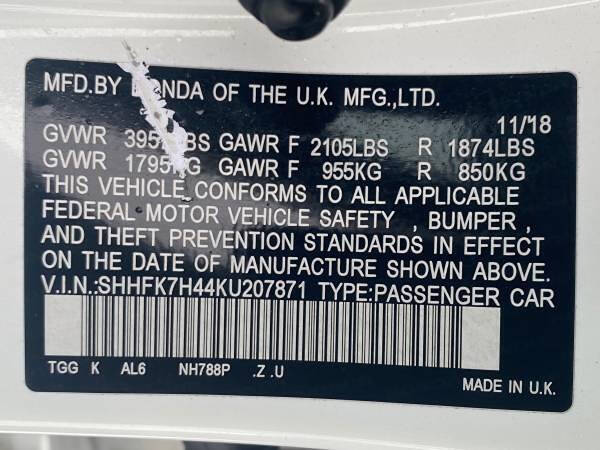 MFD.BY HONDA OF THE U.K. MFG.,LTD.
11/18
GVWR GAWR F 2105LBS R 1874LBS
GVWR 1795KG GAWR F 955KG R 850KG
THIS VEHICLE CONFORMS TO ALL APPLICABLE
FEDERAL MOTOR VEHICLE SAFETY , BUMPER ,
AND THEFT PREVENTION STANDARDS IN EFFECT
ON THE DATE OF MANUFACTURE SHOWN ABOVE.
V.I.N.:SHHFK7H44KU207871 TYPE:PASSENGER CAR
TGG K AL6 NH788P .Z .U
MADE IN U.K.